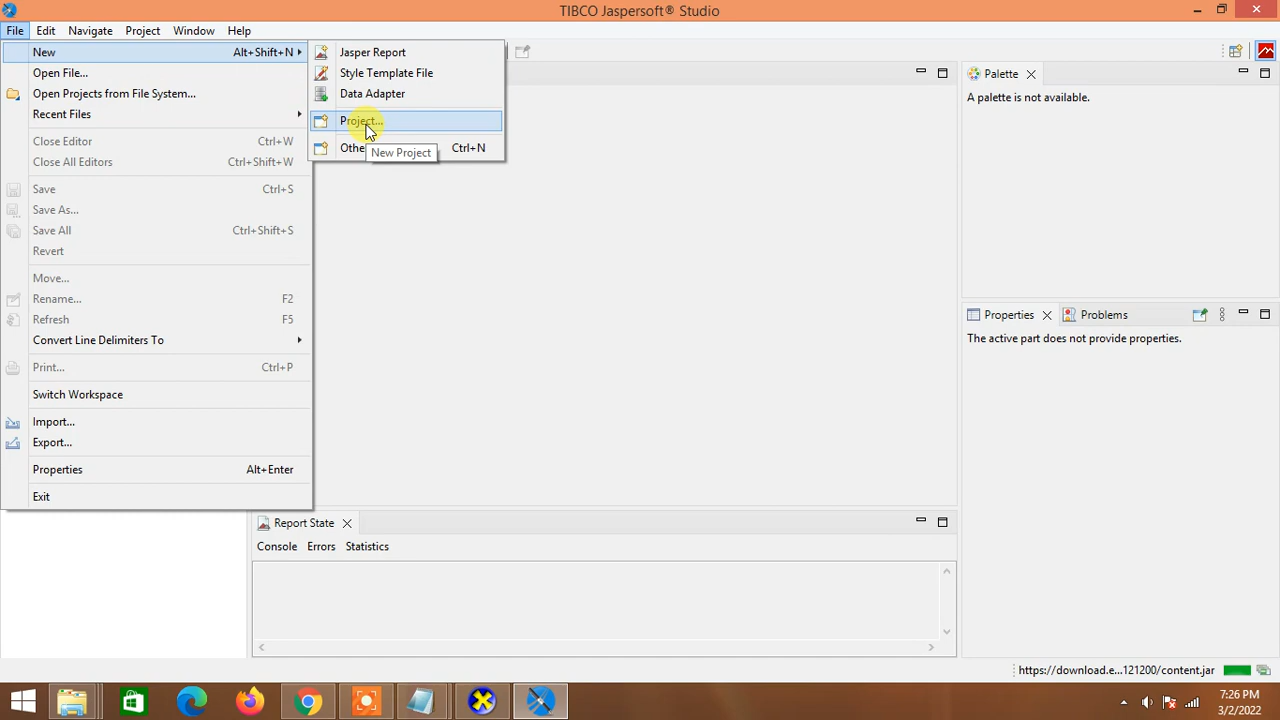 TIBCO Jaspersoft Studio
File Edit Navigate Project Window Help
New Alt+Shift+N
Open File...
Open Projects from File System...
Recent Files
Close Editor Ctrl+W
Close All Editors Ctrl+Shift+W
Save Ctrl+S
Save As...
Save All Ctrl+Shift+S
Revert
Move...
Rename... F2
Refresh F5
Convert Line Delimiters To
Print... Ctrl+P
Switch Workspace
Import...
Export...
Properties Alt+Enter
Exit
Jasper Report
Style Template File
Data Adapter
Project...
Othe Ctrl+N
New Project
Palette
A palette is not available.
Properties Problems
The active part does not provide properties.
Report State
Console Errors Statistics
https://download.e...121200/content.jar
7:26 PM
3/2/2022